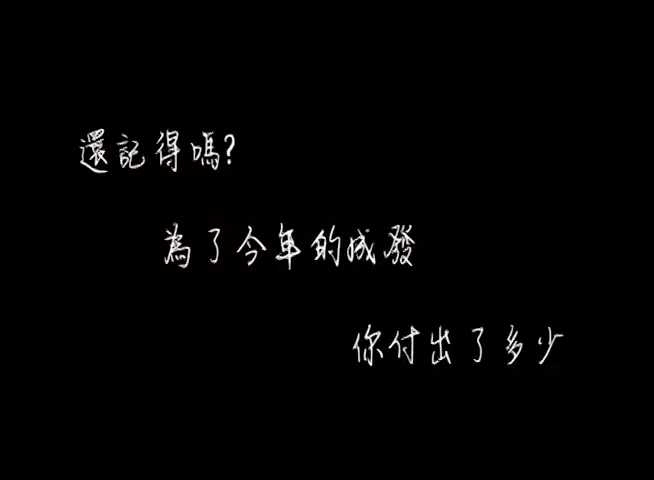 還記得嗎?
為了今年的成發
你付出了多少